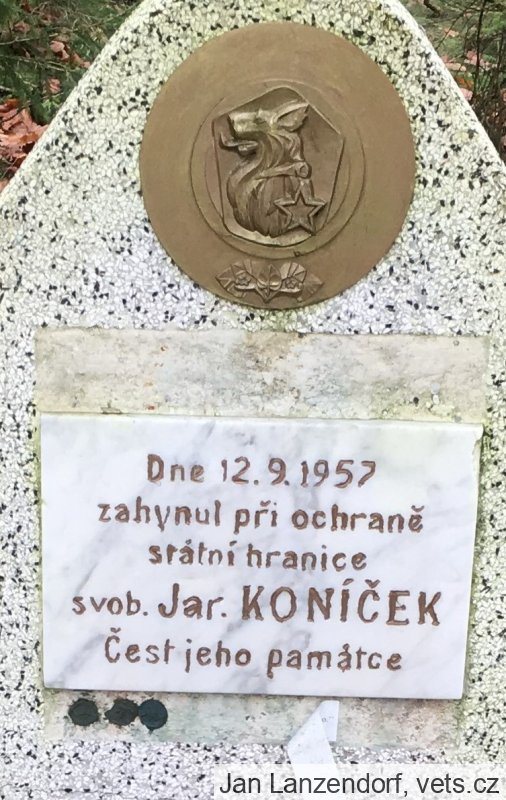 Dne 12.9.1957
zahynul při ochraně
státní hranice
svob. Jar. KONÍČEK
Čest jeho památce
Jan Lanzendorf, vets.cz